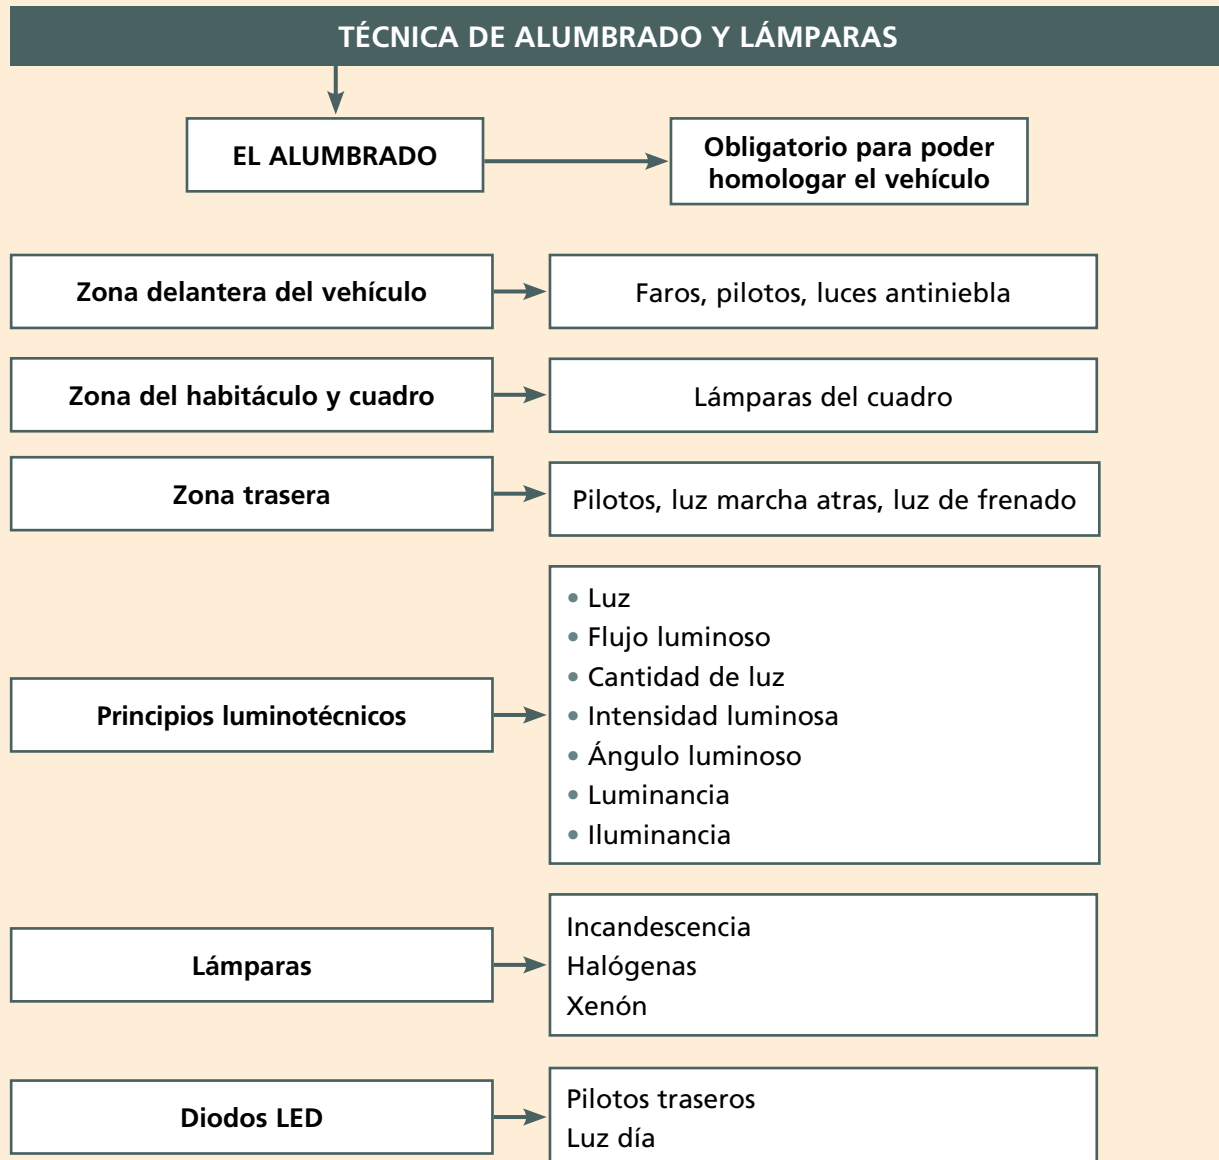 TÉCNICA DE ALUMBRADO Y LÁMPARAS
EL ALUMBRADO
Obligatorio para poder
homologar el vehículo
Zona delantera del vehículo
Faros, pilotos, luces antiniebla
Zona del habitáculo y cuadro
Lámparas del cuadro
Zona trasera
Pilotos, luz marcha atras, luz de frenado
Principios luminotécnicos
• Luz
• Flujo luminoso
• Cantidad de luz
• Intensidad luminosa
• Ángulo luminoso
• Luminancia
• Iluminancia
Lámparas
Incandescencia
Halógenas
Xenón
Diodos LED
Pilotos traseros
Luz día